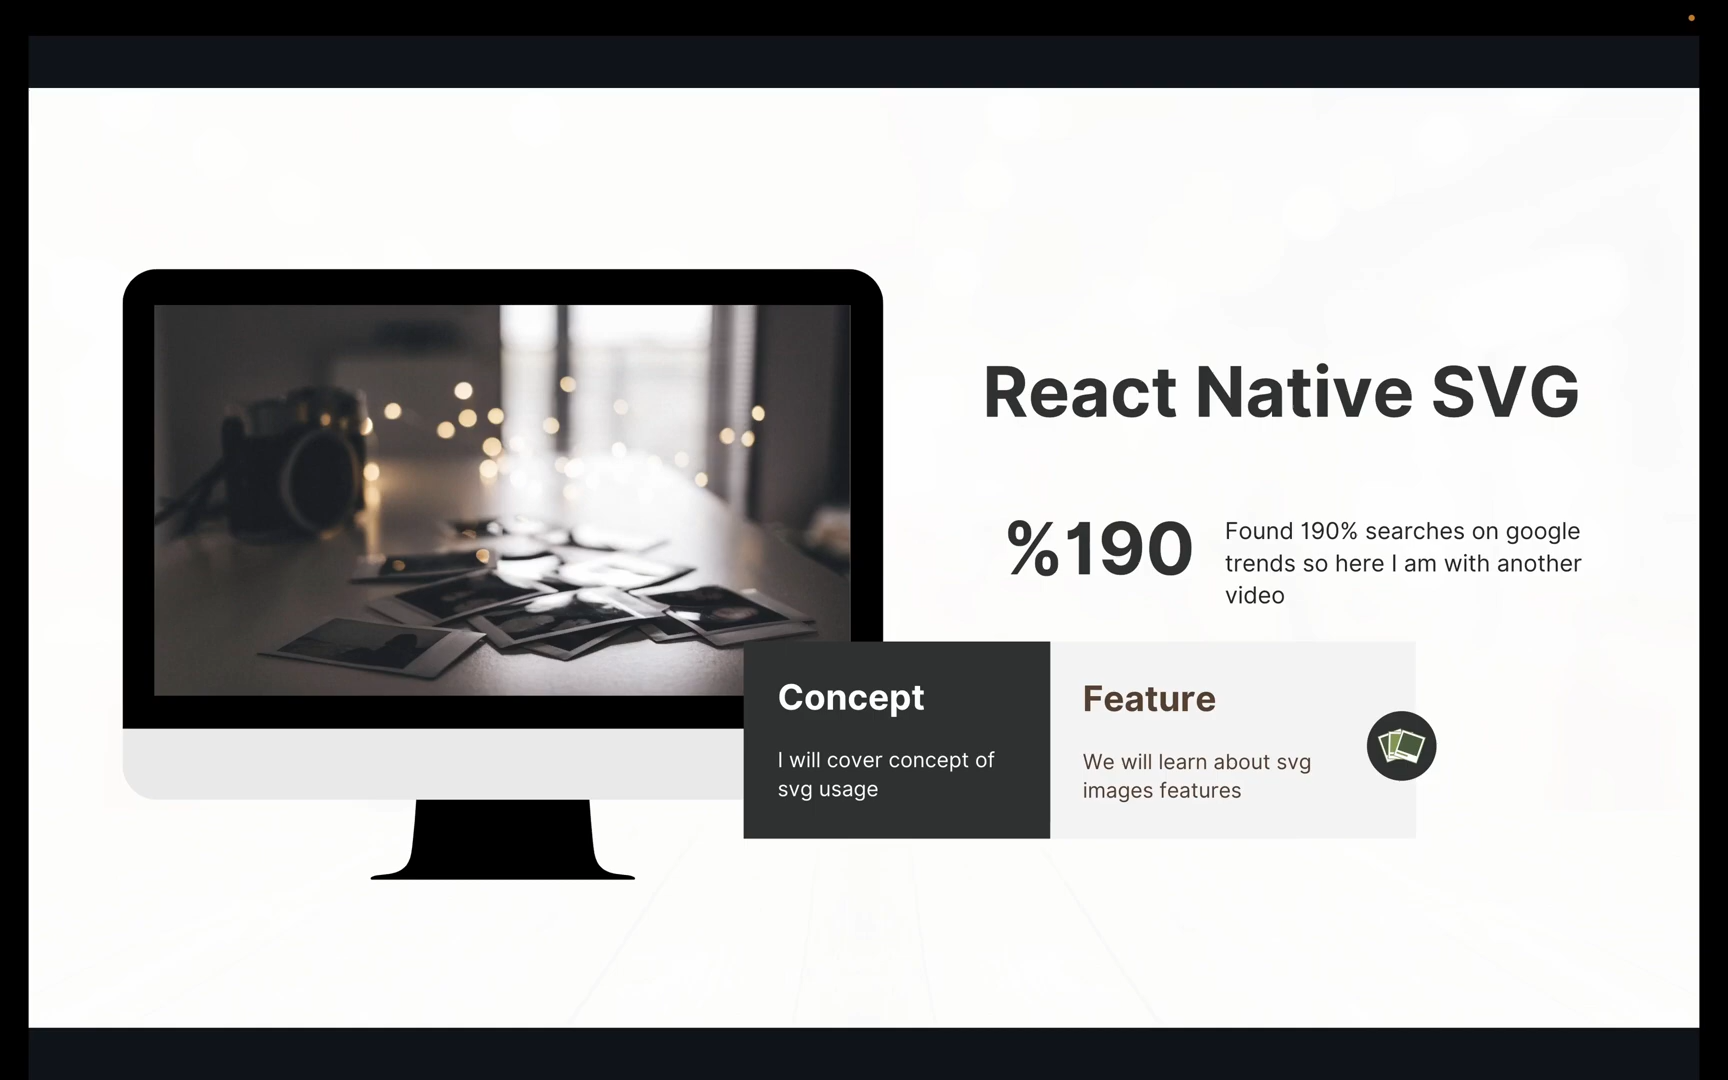 React Native SVG
%190
Found 190% searches on google
trends so here I am with another
video
Concept
I will cover concept of
svg usage
Feature
We will learn about svg
images features